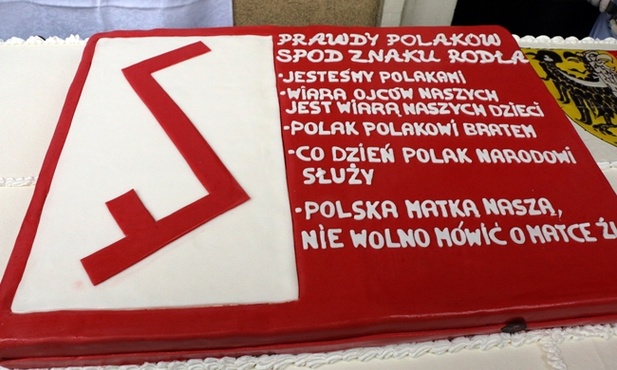 PRAWDY POLAKÓW
SPOD ZNAKU RODŁA
•JESTEŚMY POLAKAMI
•WIARA OJCÓW NASZYCH
JEST WIARĄ NASZYCH DZIECI
•POLAK POLAKOWI BRATEM
•CO DZIEŃ POLAK NARODOWI
SŁUŻY
•POLSKA MATKA NASZĄ,
NIE WOLNO MÓWIĆ O MATCE